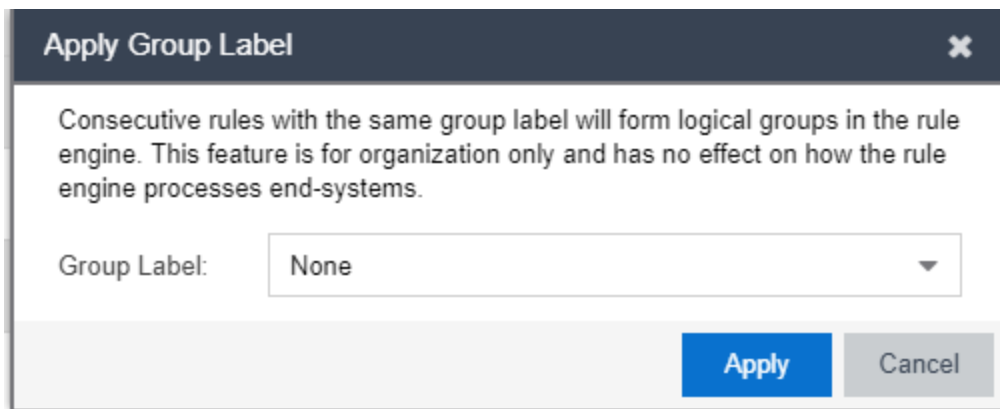 Apply Group Label
Consecutive rules with the same group label will form logical groups in the rule
engine. This feature is for organization only and has no effect on how the rule
engine processes end-systems.
Group Label: None
Apply Cancel